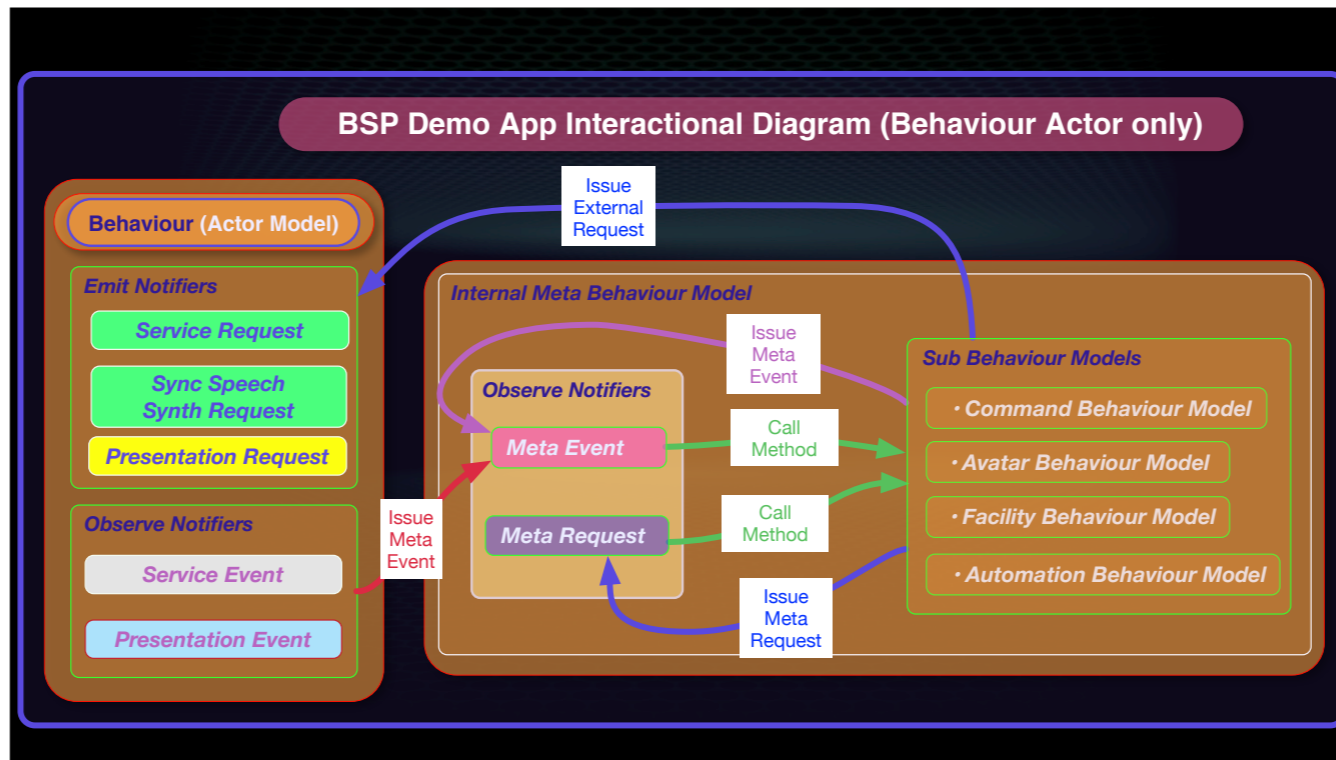 BSP Demo App Interactional Diagram (Behaviour Actor only)
Behaviour (Actor Model)
Emit Notifiers
Service Request
Sync Speech
Synth Request
Presentation Request
Observe Notifiers
Service Event
Presentation Event
Issue
External
Request
Issue
Meta
Event
Internal Meta Behaviour Model
Observe Notifiers
Meta Event
Meta Request
Issue
Meta
Event
Call
Method
Call
Method
Issue
Meta
Request
Sub Behaviour Models
・Command Behaviour Model
・Avatar Behaviour Model
・Facility Behaviour Model
・Automation Behaviour Model